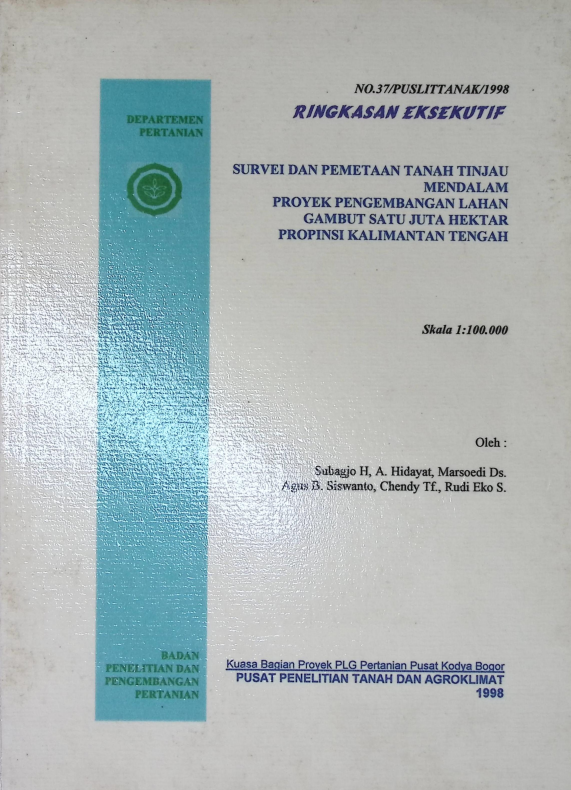 NO.37/PUSLITTANAK/1998
RINGKASAN EKSEKUTIF
DEPARTEMEN
PERTANIAN
SURVEI DAN PEMETAAN TANAH TINJAU
MENDALAM
PROYEK PENGEMBANGAN LAHAN
GAMBUT SATU JUTA HEKTAR
PROPINSI KALIMANTAN TENGAH
Skala 1:100.000
Oleh :
Subagjo H, A. Hidayat, Marsoedi Ds.
Agus B. Siswanto, Chendy Tf., Rudi Eko S.
BADAN
PENELITIAN DAN
PENGEMBANGAN
PERTANIAN
Kuasa Bagian Proyek PLG Pertanian Pusat Kodya Bogor
PUSAT PENELITIAN TANAH DAN AGROKLIMAT
1998